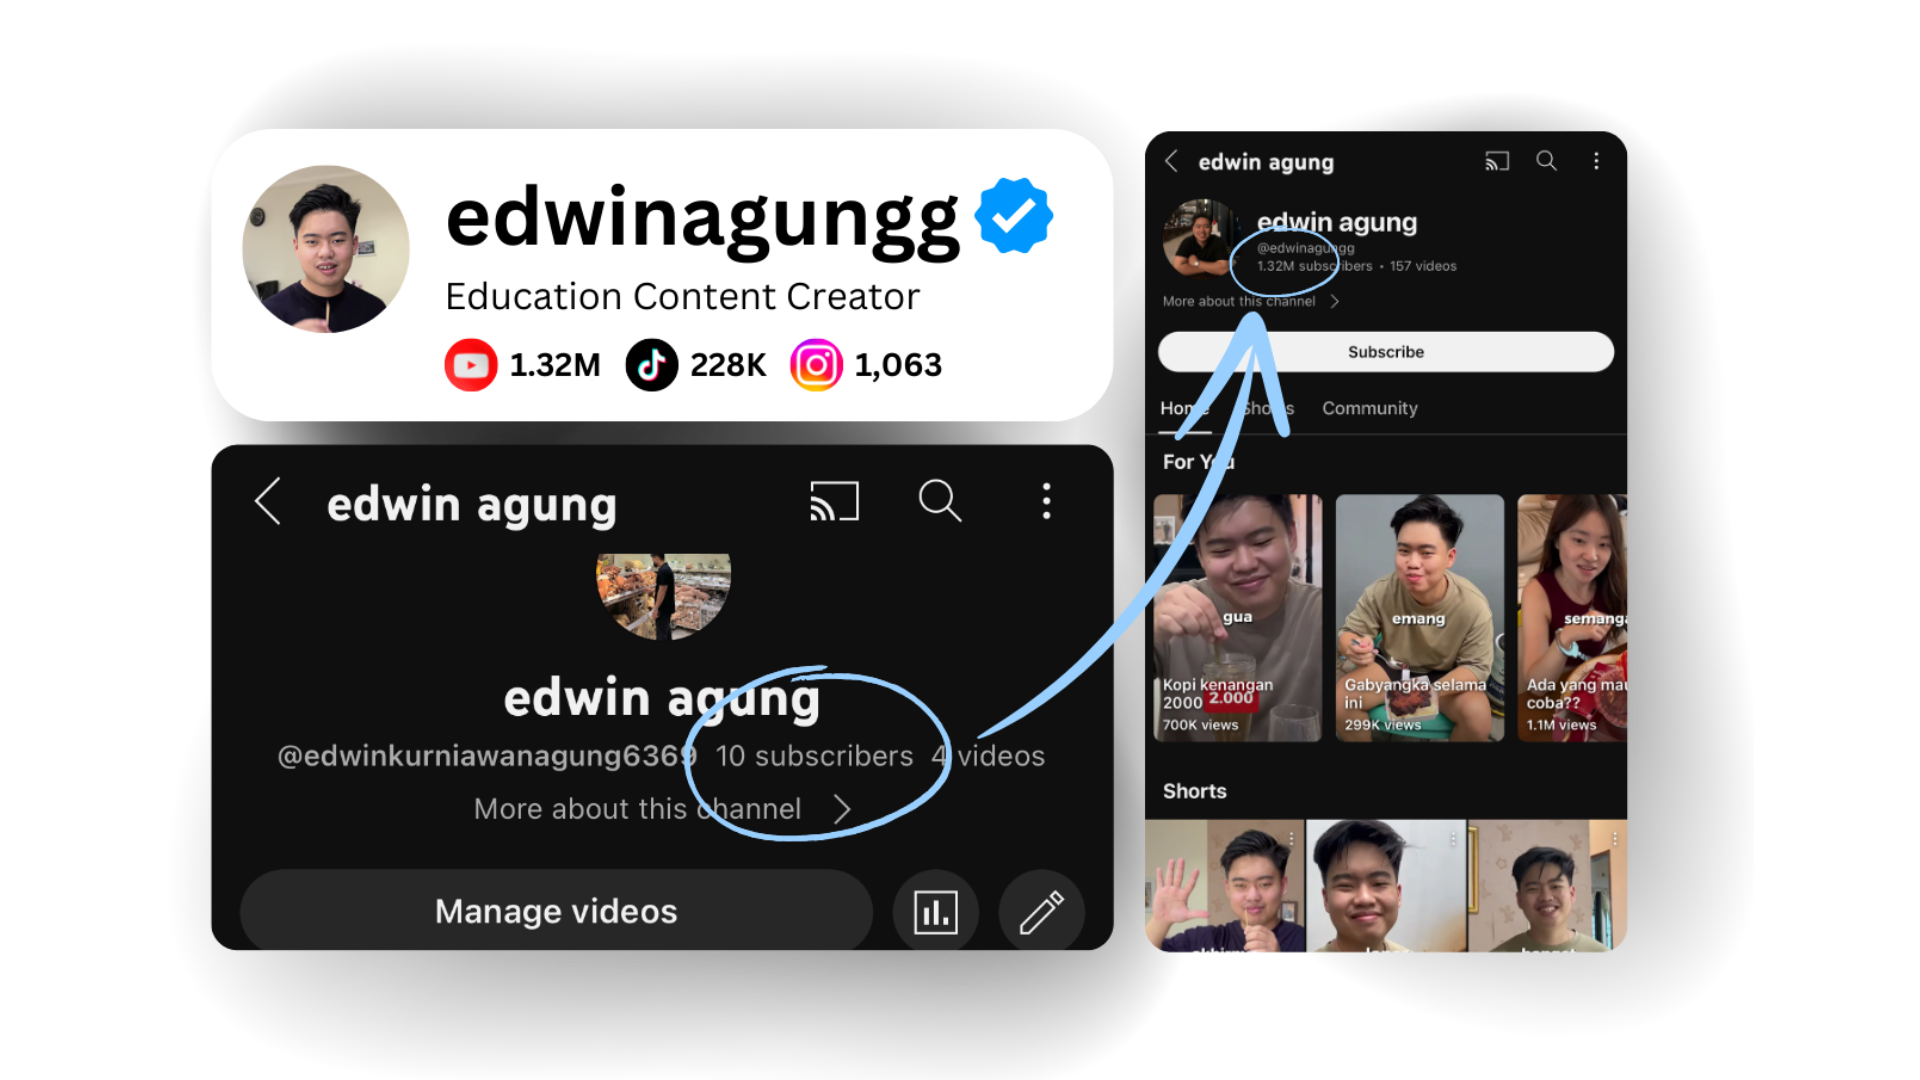 edwinagungg
Education Content Creator
1.32M 228K 1,063
edwin agung
edwin agung
@edwinkurniawanagung6369 10 subscribers 4 videos
More about this channel
Manage videos
edwin agung
edwin agung
@edwinagungg
1.32M subscribers • 157 videos
More about this channel
Subscribe
Home Shorts Community
For You
gua
2.000
Kopi kenangan
2000
700K views
emang
Gabyangka selama
ini
299K views
semanga
Ada yang mau
coba??
1.1M views
Shorts